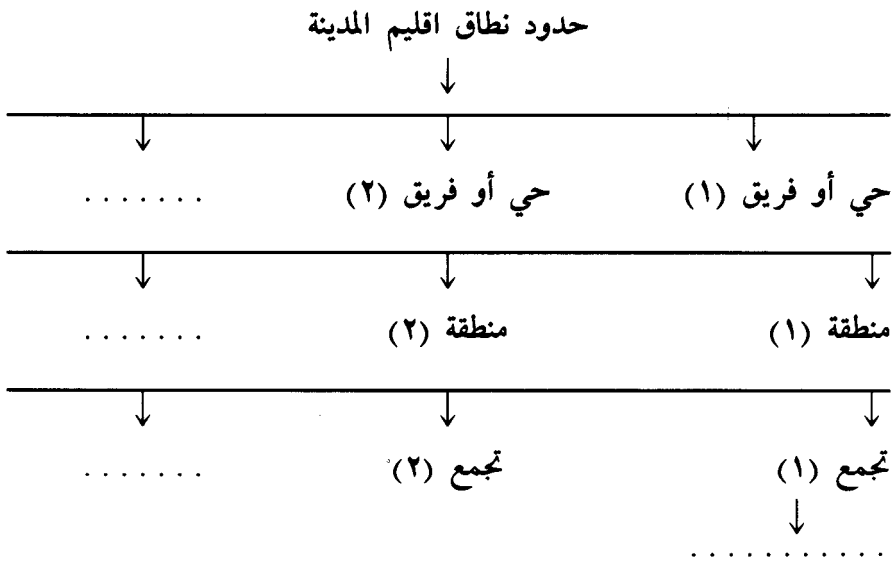 حدود نطاق اقليم المدينة
حي أو فريق (١) حي أو فريق (٢) .......
منطقة (١) منطقة (٢) .......
تجمع (١) تجمع (٢) .......
...........